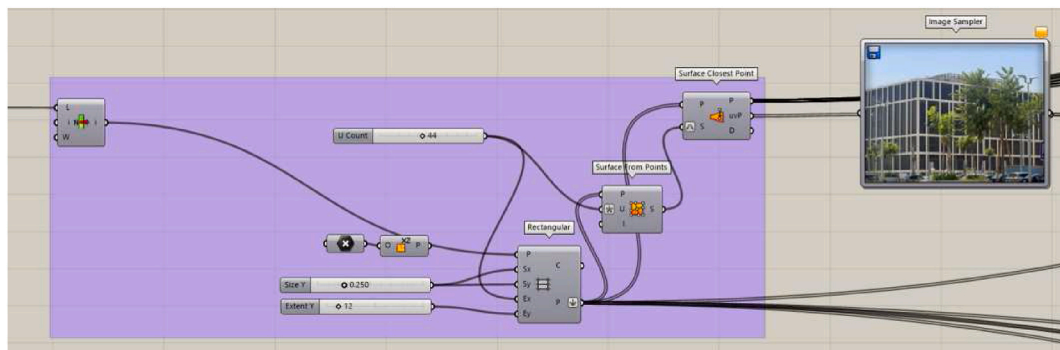 Image Sampler
Surface Closest Point
L
i N i
W
P P
S uvP
D
U Count 44
Surface From Points
P
U S
I
Rectangular
YZ
O P
P
C
Sx
Size Y 0.250
Sy
Ex
P
Extent Y 12
Ey